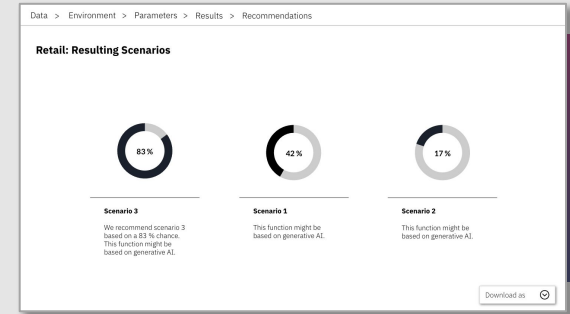 Data > Environment > Parameters > Results > Recommendations
Retail: Resulting Scenarios
83 %
42 %
17 %
Scenario 3
We recommend scenario 3
based on a 83 % chance.
This function might be
based on generative AI.
Scenario 1
This function might be
based on generative AI.
Scenario 2
This function might be
based on generative AI.
Download as